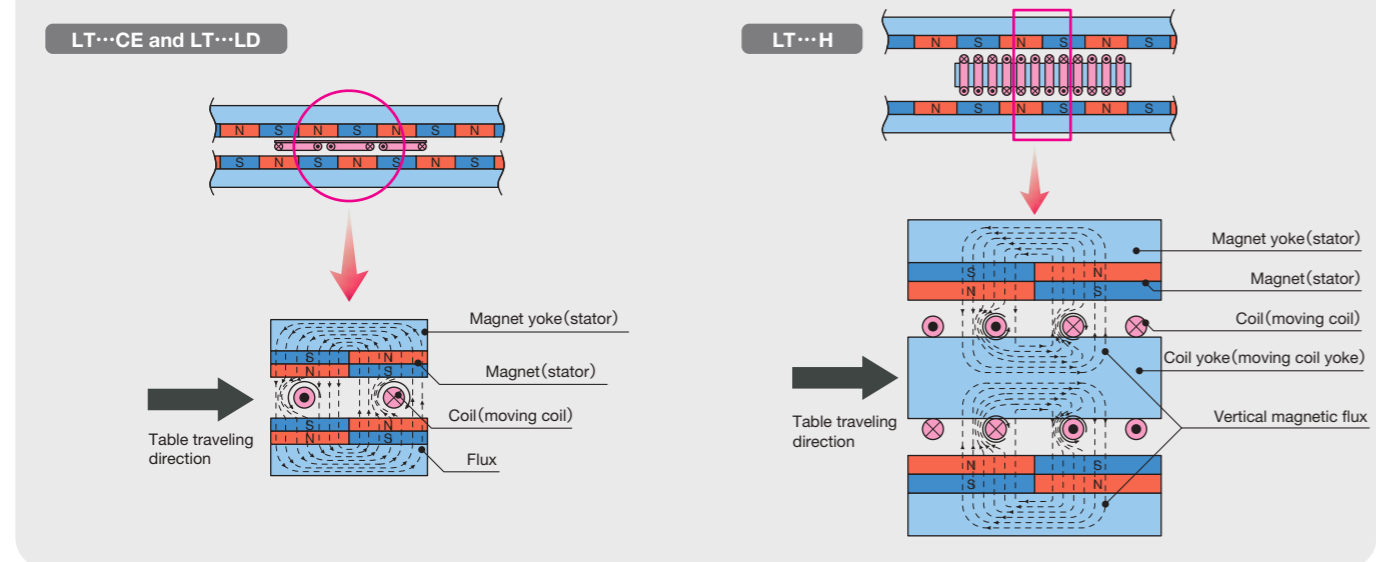 LT···CE and LT···LD
N S N S N S N
S N S N S N S
S N
N S
S N
N S
Magnet yoke(stator)
Magnet(stator)
Coil(moving coil)
Flux
Table traveling
direction
LT···H
N S N S N S
N S N S N S
S N
N S
N S
S N
Magnet yoke(stator)
Magnet(stator)
Coil(moving coil)
Coil yoke(moving coil yoke)
Vertical magnetic flux
Table traveling
direction